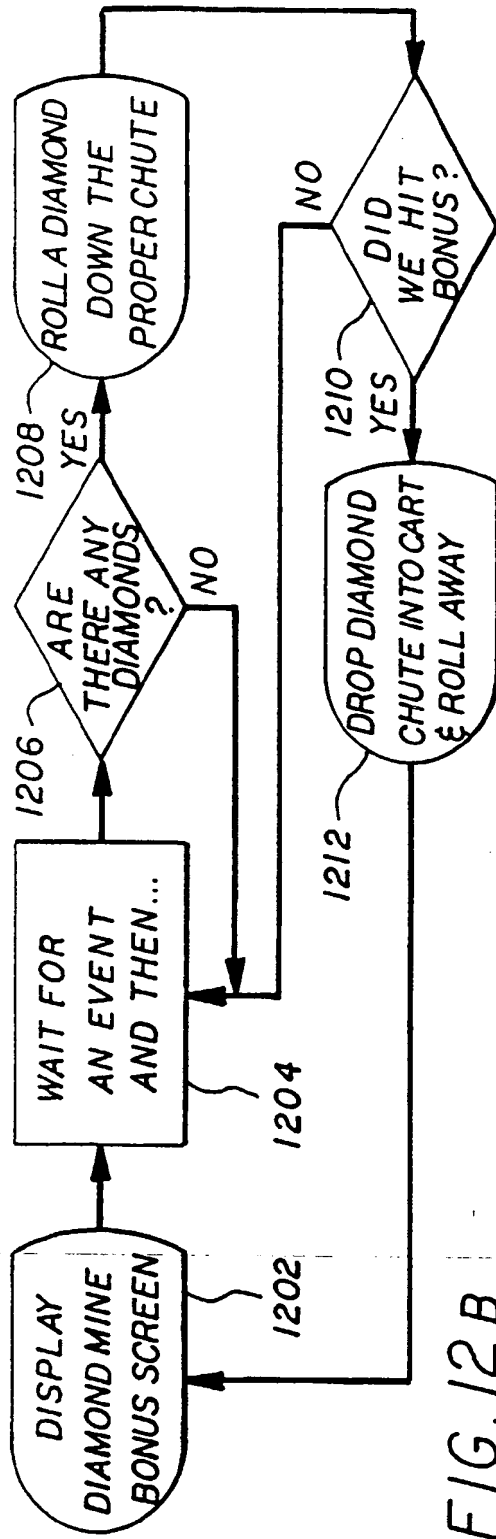 DISPLAY
DIAMOND MINE
BONUS SCREEN
1202
WAIT FOR
AN EVENT
AND THEN...
1204
ARE
THERE ANY
DIAMONDS
?
1206
YES
NO
ROLL A DIAMOND
DOWN THE
PROPER CHUTE
1208
DID
WE HIT
BONUS?
1210
NO
YES
DROP DIAMOND
CHUTE INTO CART
& ROLL AWAY
1212
FIG. 12B